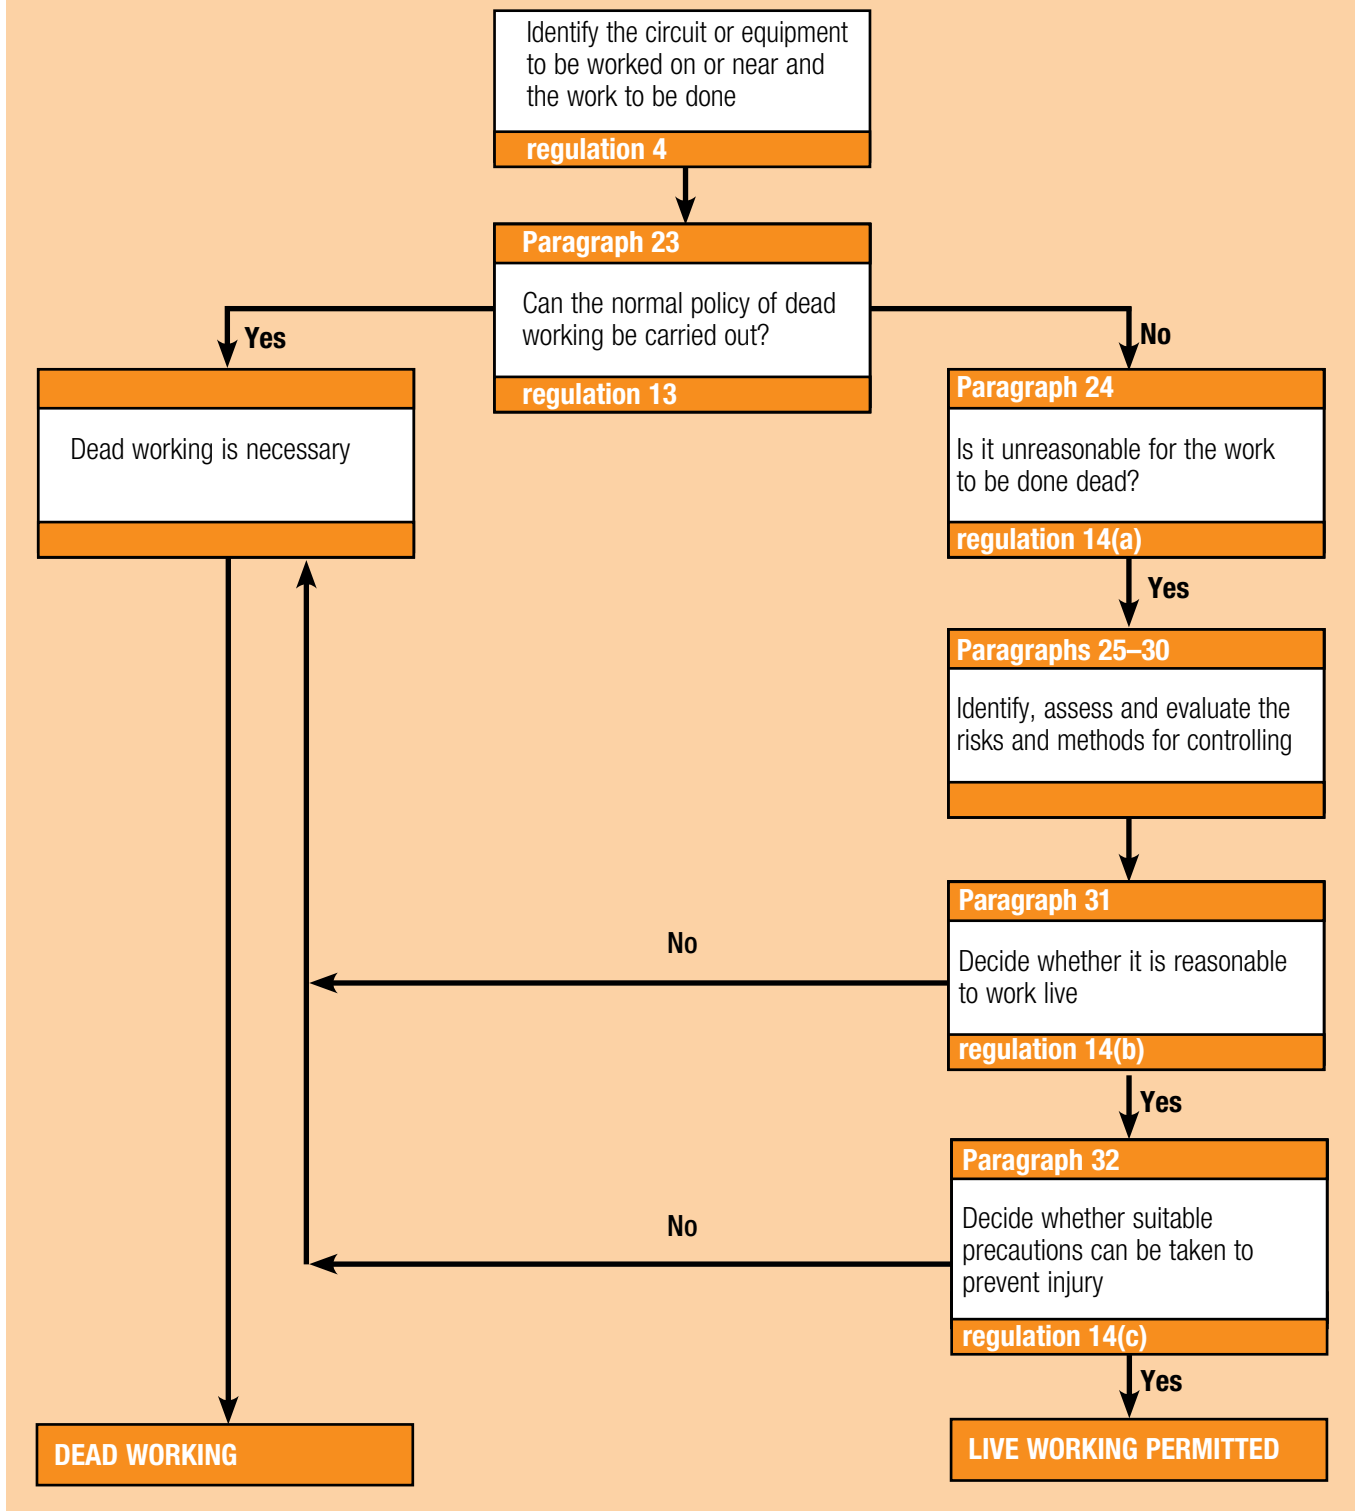 Identify the circuit or equipment
to be worked on or near and
the work to be done
regulation 4
Paragraph 23
Can the normal policy of dead
working be carried out?
regulation 13
Yes
No
Dead working is necessary
Paragraph 24
Is it unreasonable for the work
to be done dead?
regulation 14(a)
Yes
Paragraphs 25–30
Identify, assess and evaluate the
risks and methods for controlling
Paragraph 31
Decide whether it is reasonable
to work live
regulation 14(b)
No
Yes
Paragraph 32
Decide whether suitable
precautions can be taken to
prevent injury
regulation 14(c)
No
Yes
DEAD WORKING
LIVE WORKING PERMITTED